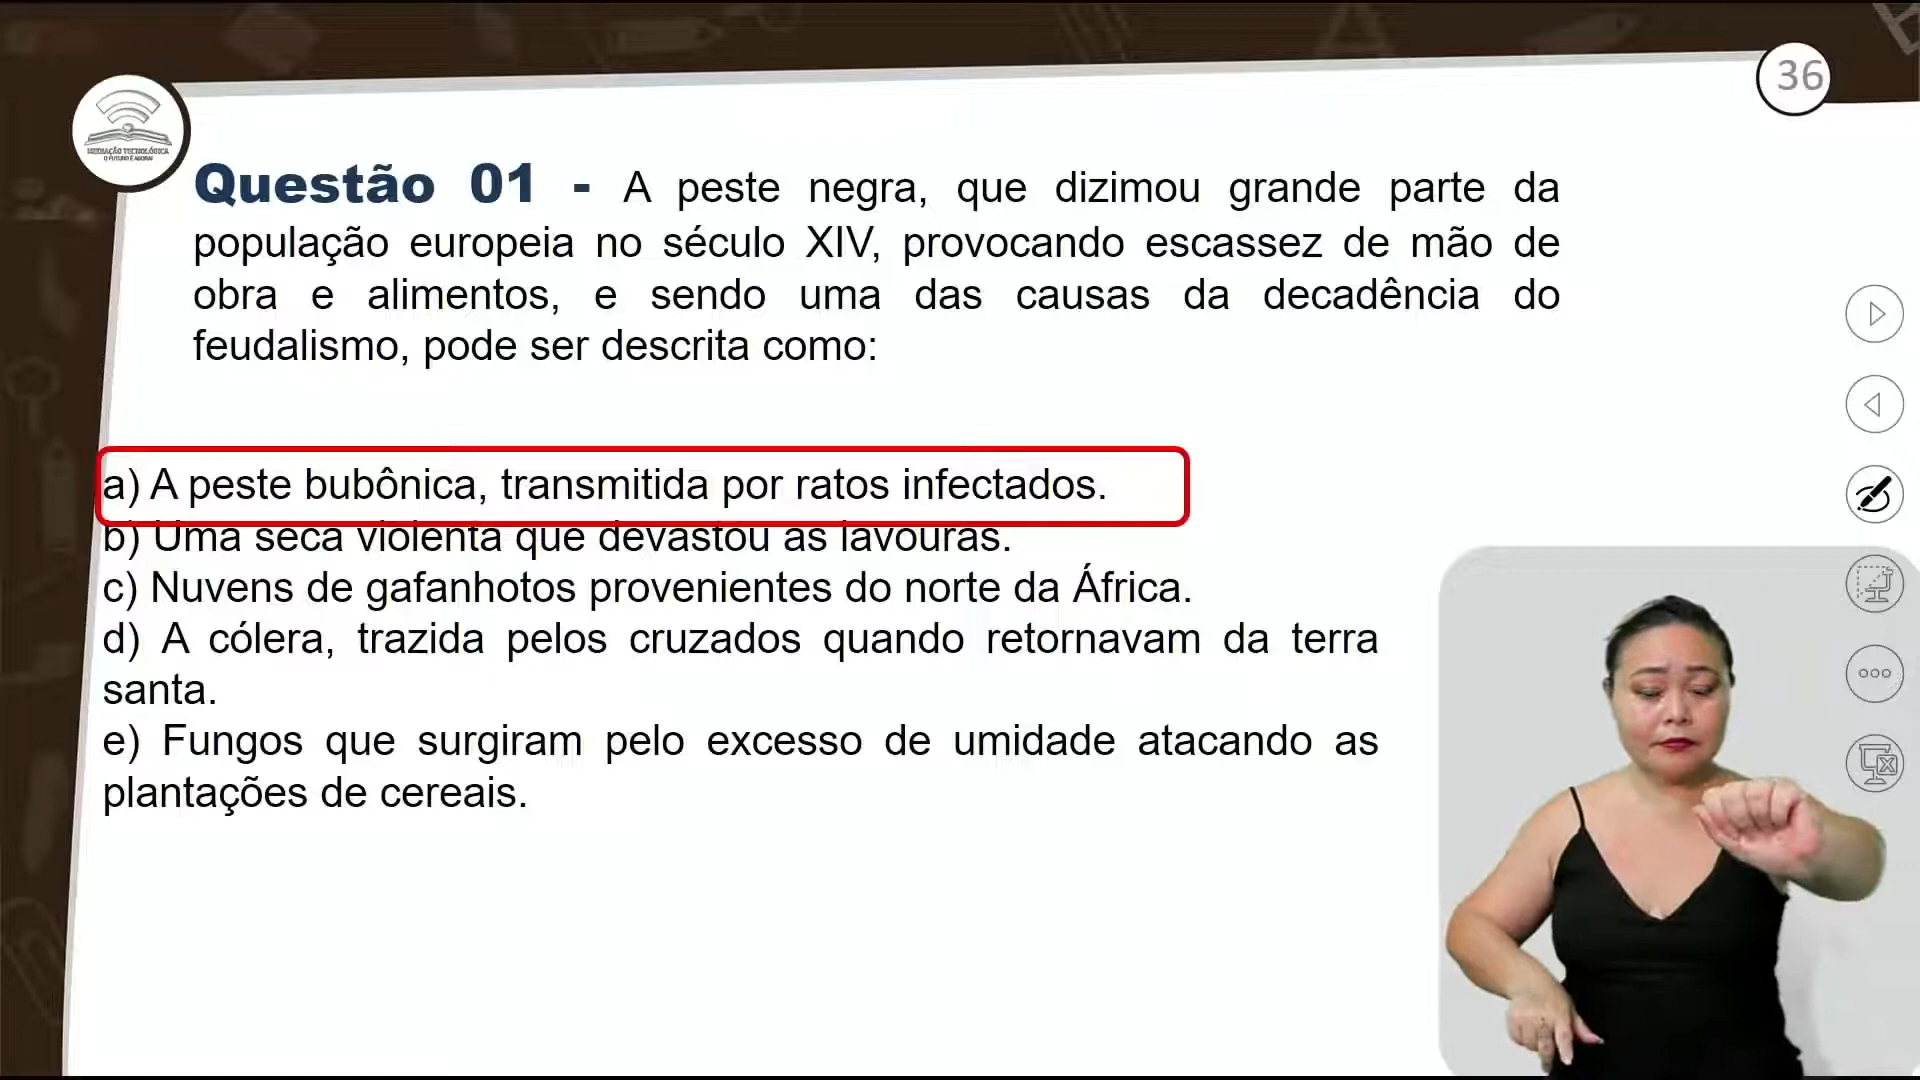 36
MEDIAÇÃO TECNOLÓGICA
O FUTURO É AGORA!
Questão 01 - A peste negra, que dizimou grande parte da
população europeia no século XIV, provocando escassez de mão de
obra e alimentos, e sendo uma das causas da decadência do
feudalismo, pode ser descrita como:
a) A peste bubônica, transmitida por ratos infectados.
b) Uma seca violenta que devastou as lavouras.
c) Nuvens de gafanhotos provenientes do norte da África.
d) A cólera, trazida pelos cruzados quando retornavam da terra
santa.
e) Fungos que surgiram pelo excesso de umidade atacando as
plantações de cereais.